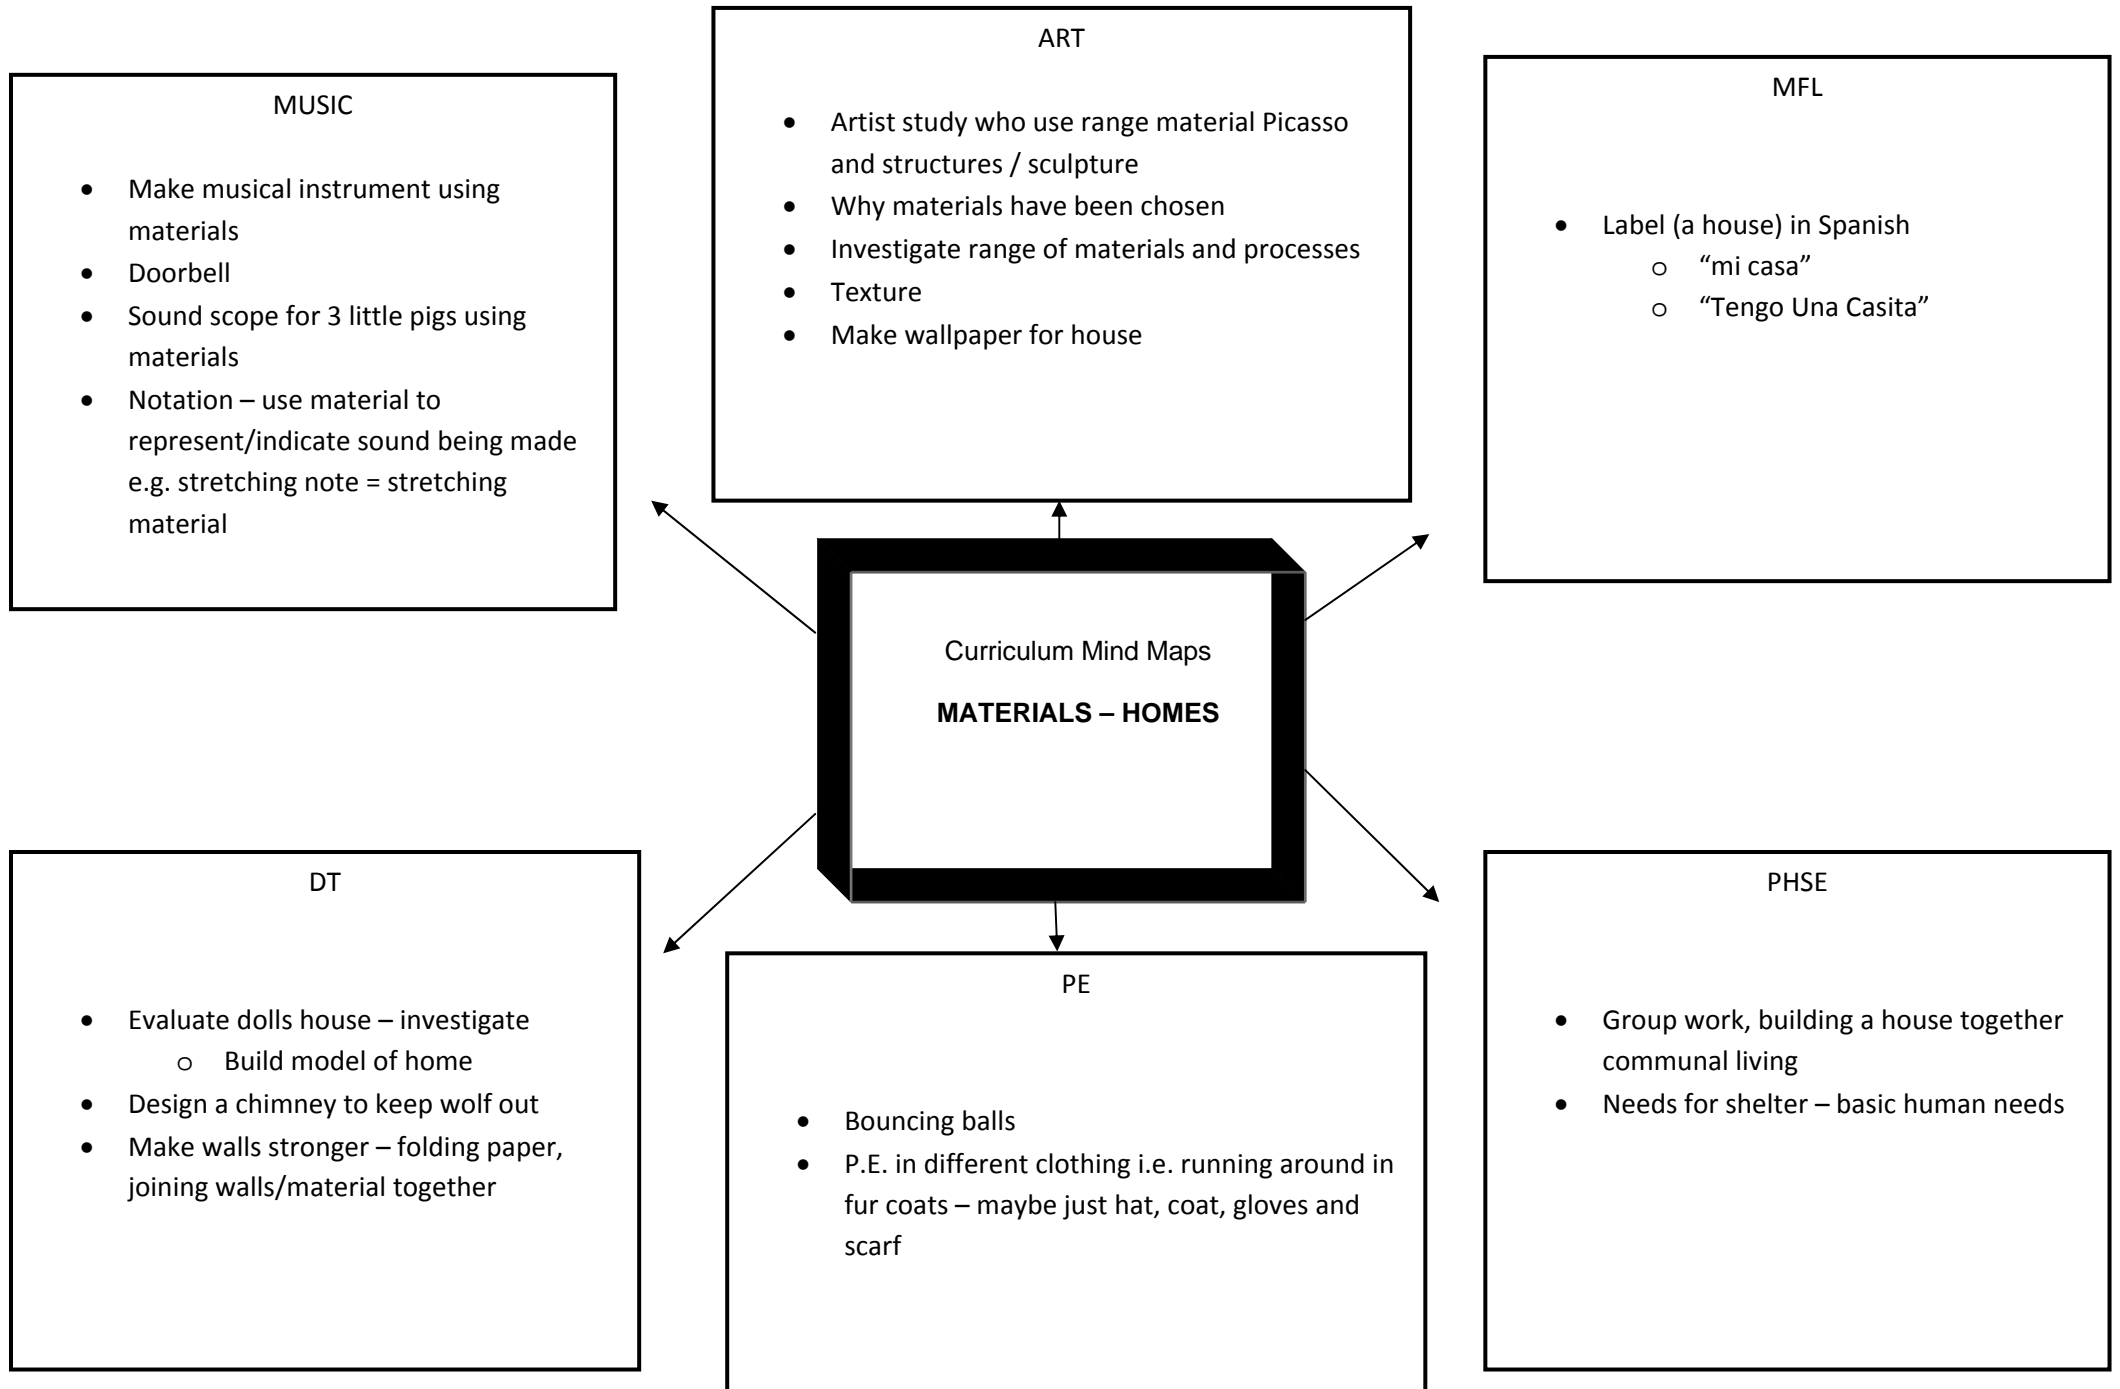 MUSIC
• Make musical instrument using
materials
• Doorbell
• Sound scope for 3 little pigs using
materials
• Notation – use material to
represent/indicate sound being made
e.g. stretching note = stretching
material
ART
• Artist study who use range material Picasso
and structures / sculpture
• Why materials have been chosen
• Investigate range of materials and processes
• Texture
• Make wallpaper for house
MFL
• Label (a house) in Spanish
o “mi casa”
o “Tengo Una Casita”
Curriculum Mind Maps
MATERIALS – HOMES
DT
• Evaluate dolls house – investigate
o Build model of home
• Design a chimney to keep wolf out
• Make walls stronger – folding paper,
joining walls/material together
PE
• Bouncing balls
• P.E. in different clothing i.e. running around in
fur coats – maybe just hat, coat, gloves and
scarf
PHSE
• Group work, building a house together
communal living
• Needs for shelter – basic human needs